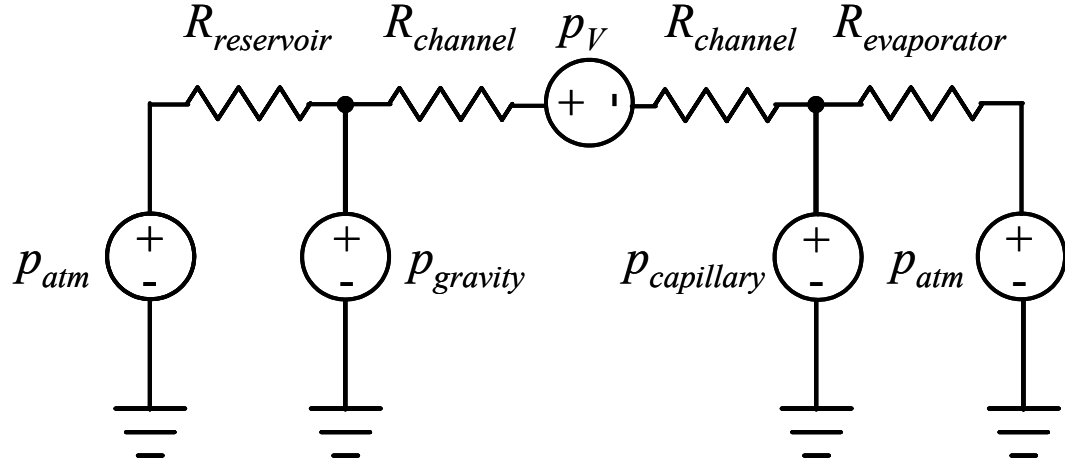 R_reservoir R_channel p_V R_channel R_evaporator
+ -
+ + + +
p_atm p_gravity p_capillary p_atm
- - - -